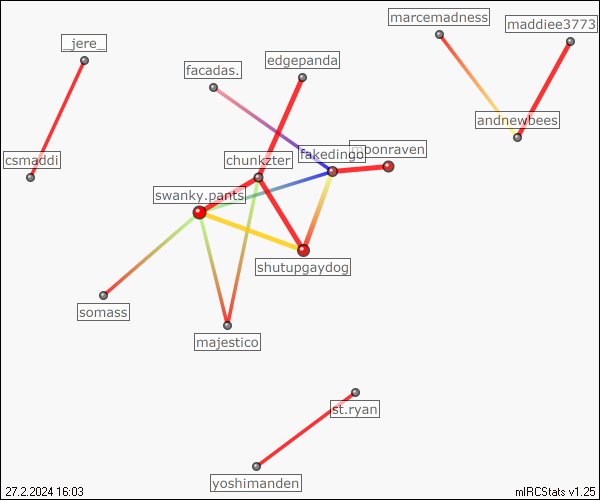 marcemadness
maddiee3773
_jere_
edgepanda
facadas.
andnewbees
moonraven
fakedingo
csmaddi
chunkzter
swanky.pants
shutupgaydog
somass
majestico
st.ryan
yoshimanden
27.2.2024 16:03
mIRCStats v1.25